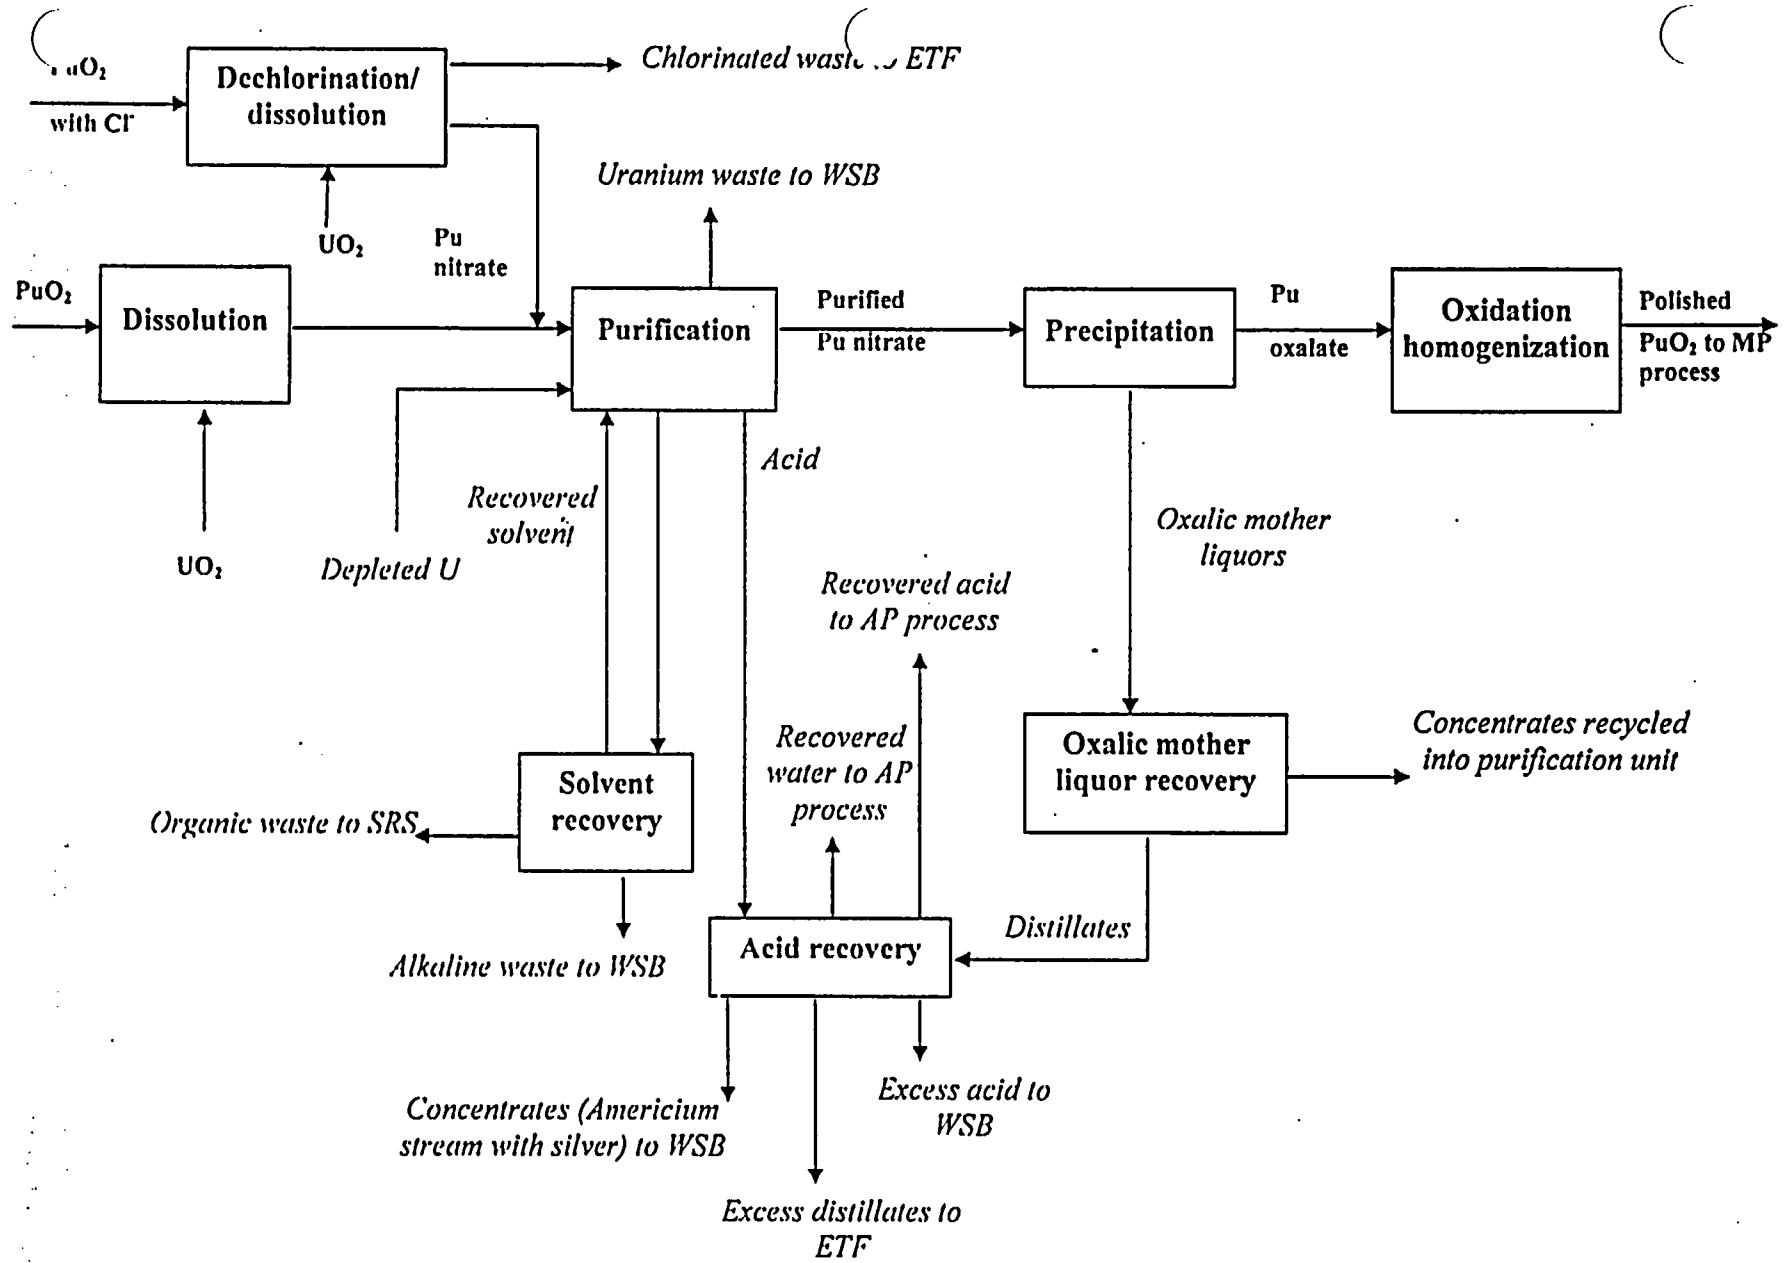 Chlorinated waste ETF
Dechlorination/
dissolution
with Cl⁻
Uranium waste to WSB
UO₂
Pu
nitrate
PuO₂
Dissolution
Purification
Purified
Pu nitrate
Precipitation
Pu
oxalate
Oxidation
homogenization
Polished
PuO₂ to MP
process
Acid
Recovered
solvent
UO₂
Depleted U
Oxalic mother
liquors
Recovered acid
to AP process
Recovered
water to AP
process
Oxalic mother
liquor recovery
Concentrates recycled
into purification unit
Solvent
recovery
Organic waste to SRS
Alkaline waste to WSB
Acid recovery
Distillates
Concentrates (Americium
stream with silver) to WSB
Excess acid to
WSB
Excess distillates to
ETF